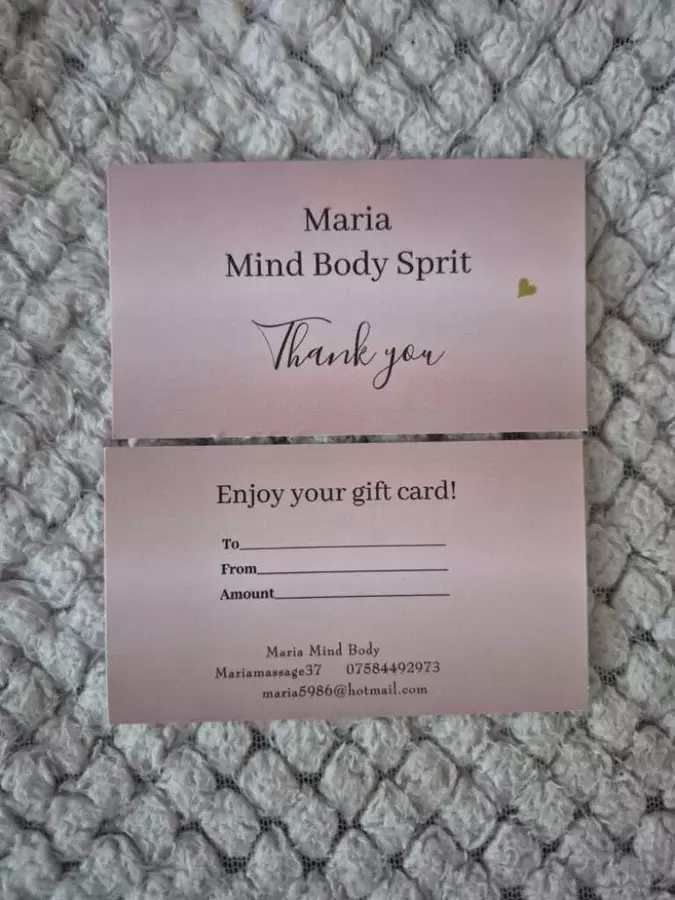 Maria
Mind Body Sprit
Thank you
Enjoy your gift card!
To
From
Amount
Maria Mind Body
Mariamassage37 07584492973
maria5986@hotmail.com